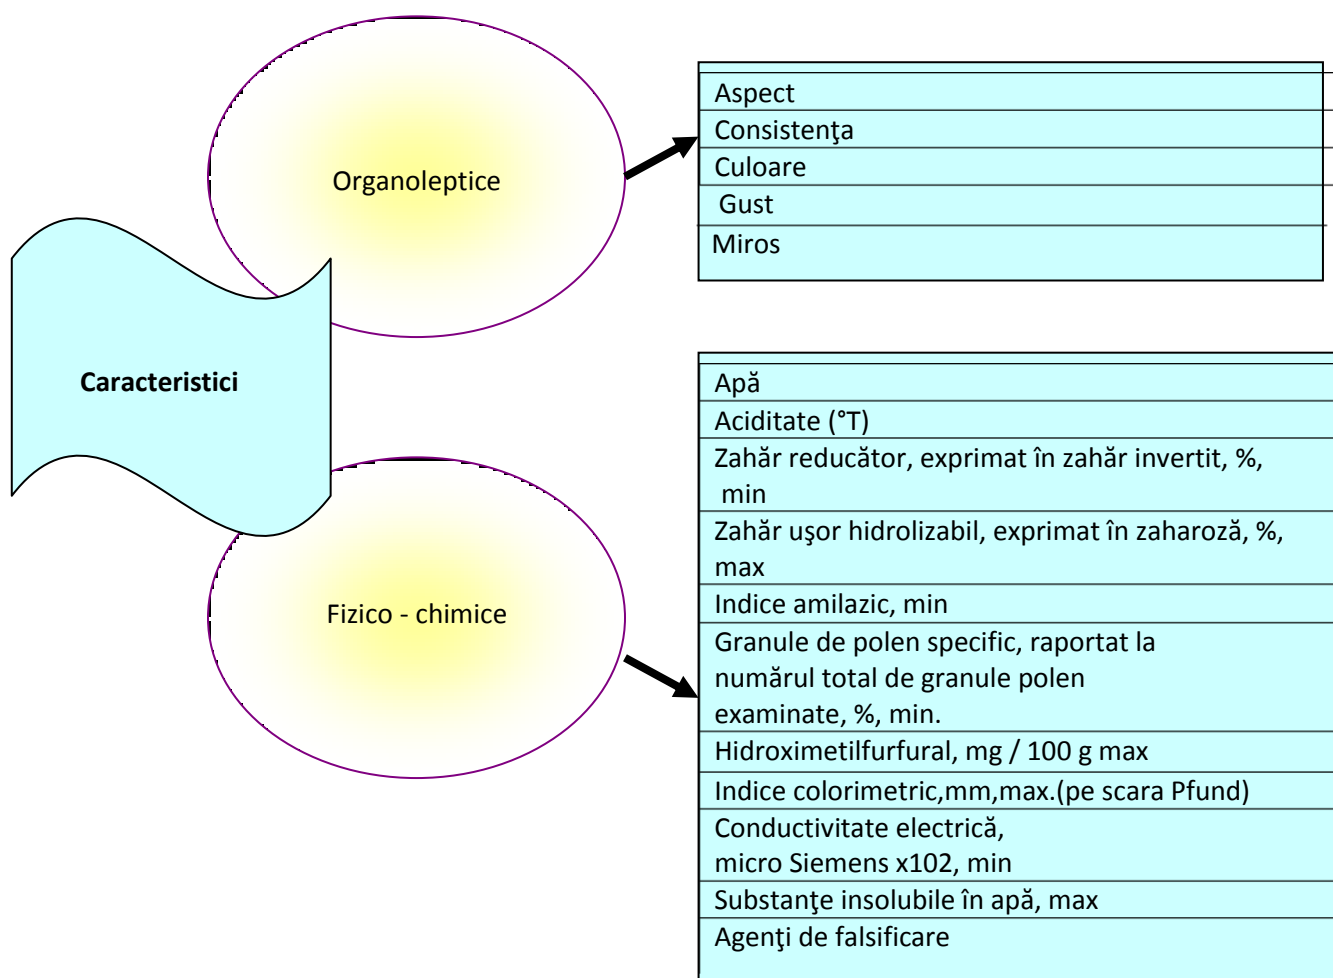 Caracteristici
Organoleptice
Aspect
Consistenţa
Culoare
Gust
Miros
Fizico - chimice
Apă
Aciditate (°T)
Zahăr reducător, exprimat în zahăr invertit, %,
min
Zahăr uşor hidrolizabil, exprimat în zaharoză, %,
max
Indice amilazic, min
Granule de polen specific, raportat la
numărul total de granule polen
examinate, %, min.
Hidroximetilfurfural, mg / 100 g max
Indice colorimetric,mm,max.(pe scara Pfund)
Conductivitate electrică,
micro Siemens x102, min
Substanţe insolubile în apă, max
Agenţi de falsificare